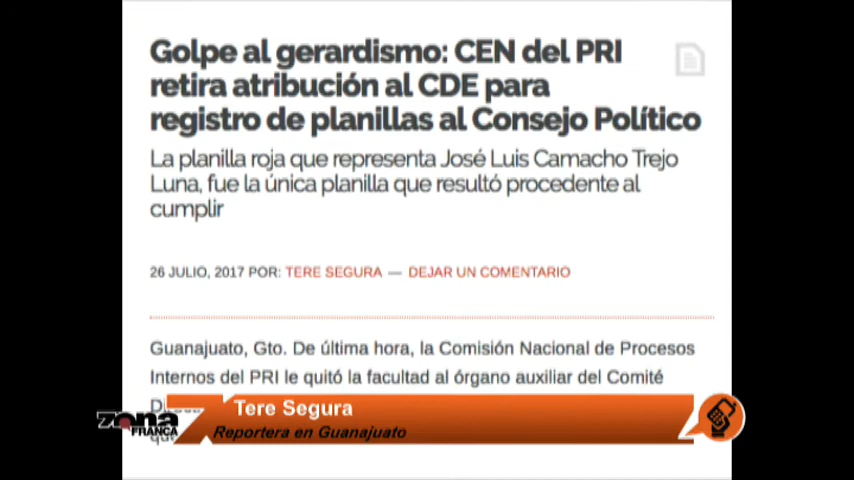 Golpe al gerardismo: CEN del PRI
retira atribución al CDE para
registro de planillas al Consejo Político
La planilla roja que representa José Luis Camacho Trejo
Luna, fue la única planilla que resultó procedente al
cumplir
26 JULIO, 2017 POR: TERE SEGURA — DEJAR UN COMENTARIO
Guanajuato, Gto. De última hora, la Comisión Nacional de Procesos
Internos del PRI le quitó la facultad al órgano auxiliar del Comité
Tere Segura
Reportera en Guanajuato
zona
FRANCA